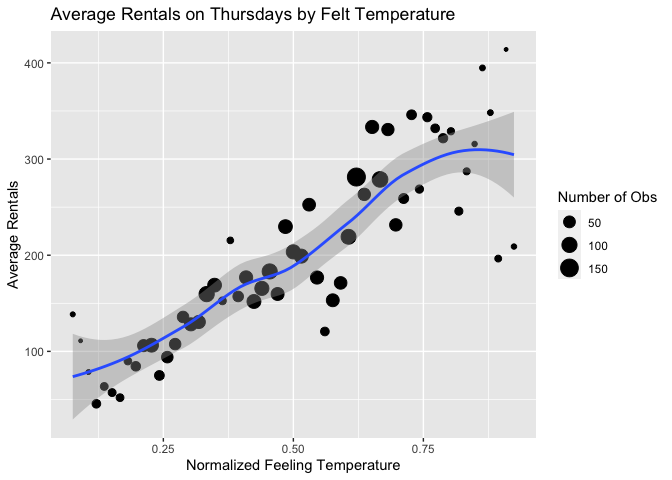 Average Rentals on Thursdays by Felt Temperature
400
300
200
100
Average Rentals
0.25 0.50 0.75
Normalized Feeling Temperature
Number of Obs
50
100
150